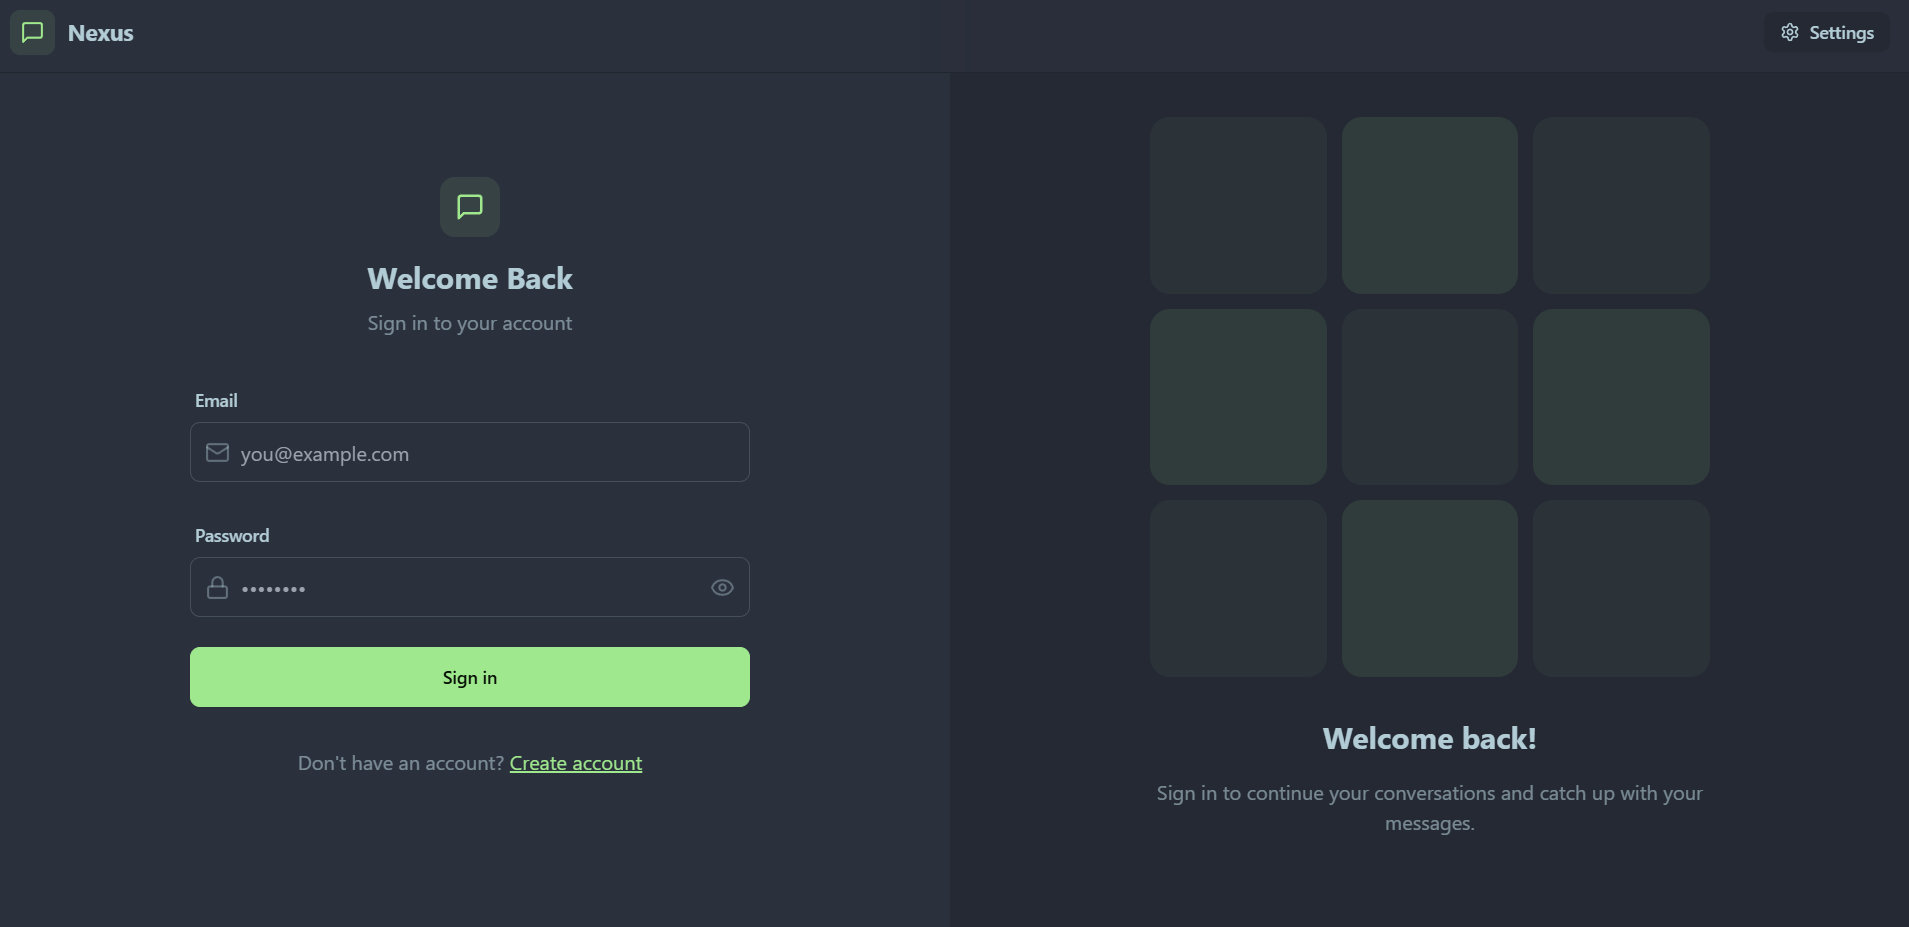 Nexus
Settings
Welcome Back
Sign in to your account
Email
you@example.com
Password
••••••••
Sign in
Don't have an account? Create account
Welcome back!
Sign in to continue your conversations and catch up with your
messages.